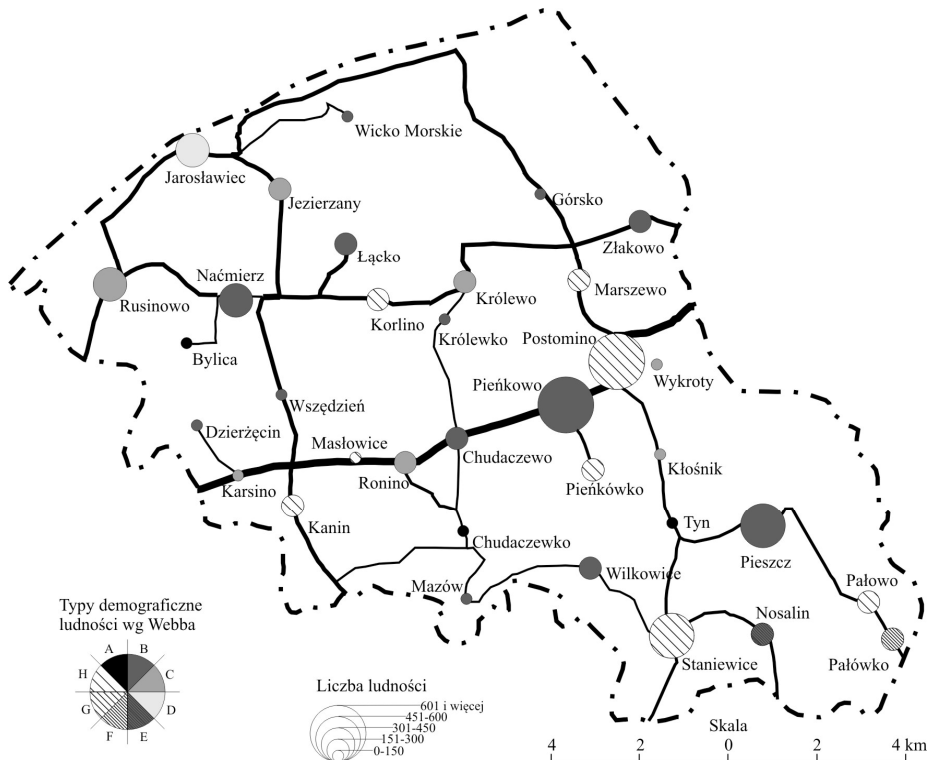 Wicko Morskie
Jarosławiec
Jezierzany
Górsko
Złakowo
Łącko
Naćmierz
Rusinowo
Królewo
Marszewo
Korlino
Królewko
Postomino
Bylica
Wykroty
Pieńkowo
Wszędzień
Dzierżęcin
Masłowice
Chudaczewo
Kłośnik
Karsino
Ronino
Pieńkówko
Kanin
Tyn
Chudaczewko
Pieszcz
Mazów
Wilkowice
Pałowo
Nosalin
Staniewice
Pałówko
Typy demograficzne
ludności wg Webba
A B
H C
G D
F E
Liczba ludności
601 i więcej
451-600
301-450
151-300
0-150
Skala
4 2 0 2 4 km